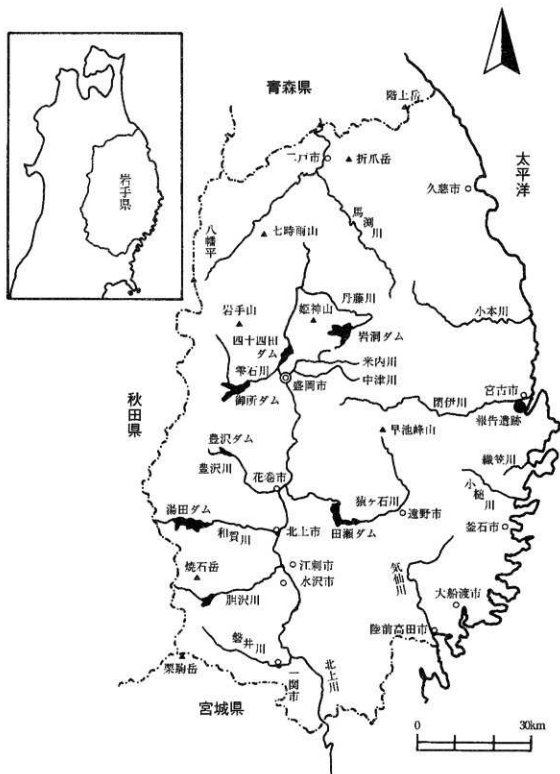 青森県
階上岳
岩手県
二戸市
折爪岳
太平洋
久慈市
八幡平
七時雨山
馬淵川
丹藤川
岩手山
姫神山
小本川
四十四田
ダム
岩洞ダム
雫石川
米内川
盛岡市
中津川
御所ダム
宮古市
閉伊川
報告遺跡
秋田県
早池峰山
豊沢ダム
豊沢川
織笠川
花巻市
小槌川
湯田ダム
猿ヶ石川
遠野市
和賀川
北上市
田瀬ダム
釜石市
焼石岳
江刺市
気仙川
水沢市
大船渡市
胆沢川
陸前高田市
磐井川
栗駒岳
一関市
北上川
宮城県
0 30km